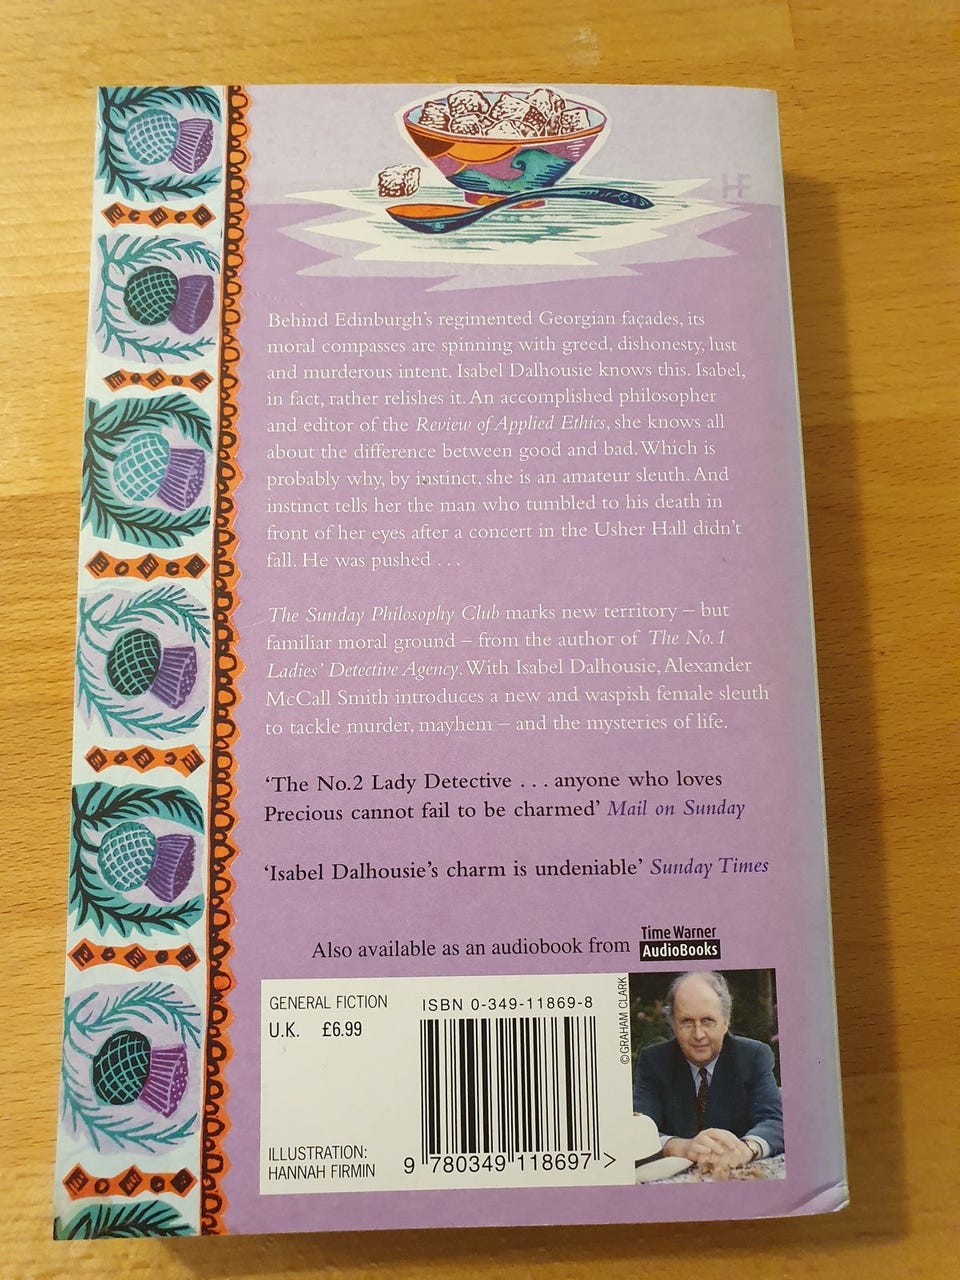 HF
Behind Edinburgh's regimented Georgian façades, its
moral compasses are spinning with greed, dishonesty, lust
and murderous intent. Isabel Dalhousie knows this. Isabel,
in fact, rather relishes it. An accomplished philosopher
and editor of the Review of Applied Ethics, she knows all
about the difference between good and bad. Which is
probably why, by instinct, she is an amateur sleuth. And
instinct tells her the man who tumbled to his death in
front of her eyes after a concert in the Usher Hall didn't
fall. He was pushed . . .
The Sunday Philosophy Club marks new territory – but
familiar moral ground – from the author of The No.1
Ladies' Detective Agency. With Isabel Dalhousie, Alexander
McCall Smith introduces a new and waspish female sleuth
to tackle murder, mayhem – and the mysteries of life.
'The No.2 Lady Detective . . . anyone who loves
Precious cannot fail to be charmed' Mail on Sunday
'Isabel Dalhousie's charm is undeniable' Sunday Times
Also available as an audiobook from Time Warner
AudioBooks
GENERAL FICTION
U.K. £6.99
ISBN 0-349-11869-8
©GRAHAM CLARK
ILLUSTRATION:
HANNAH FIRMIN
9 780349 118697 >